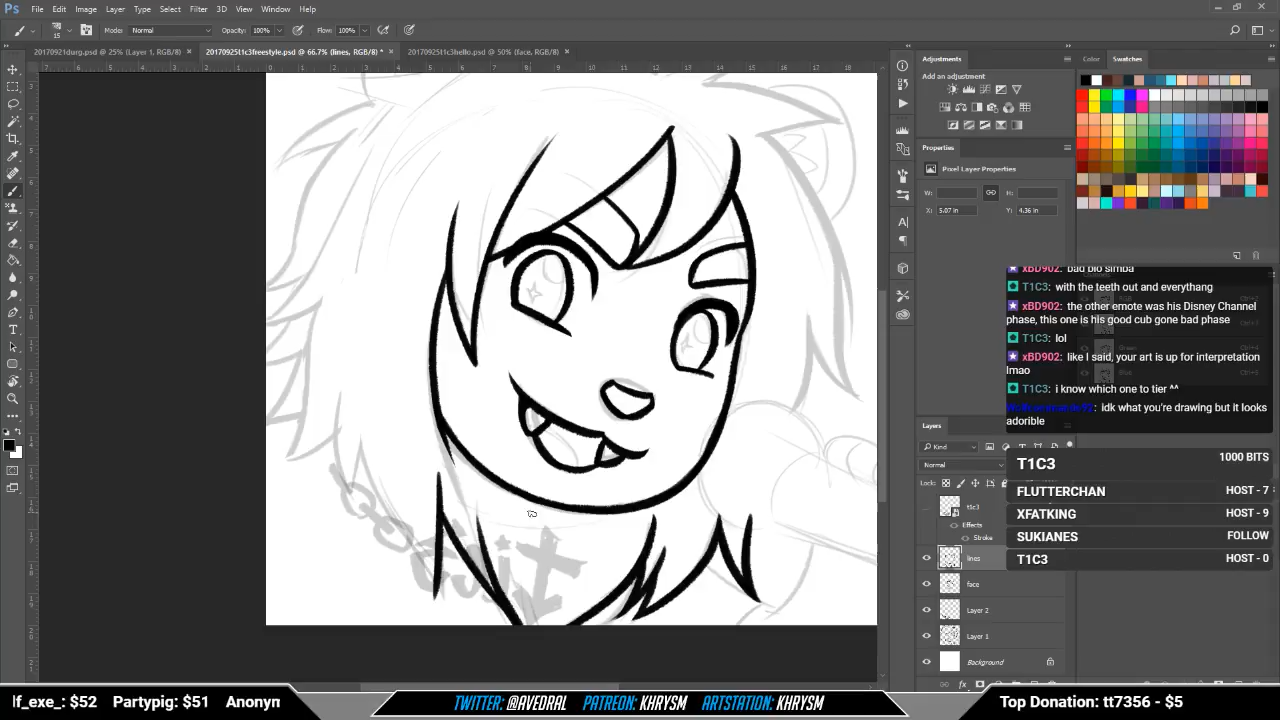 Ps File Edit Image Layer Type Select Filter 3D View Window Help
15 Mode: Normal Opacity: 100% Flow: 100%
20170921durg.psd @ 25% (Layer 1, RGB/8) × 20170925t1c3freestyle.psd @ 66.7% (lines, RGB/8) * × 20170925t1c3hello.psd @ 50% (face, RGB/8) ×
Adjustments
Add an adjustment
Color Swatches
Properties
Pixel Layer Properties
W: H:
X: 5.07 in Y: 4.36 in
xBD902: bad bio simba
T1C3: with the teeth out and everythang
xBD902: the other emote was his Disney Channel
phase, this one is his good cub gone bad phase
T1C3: lol
xBD902: like I said, your art is up for interpretation
lmao
T1C3: i know which one to tier ^^
idk what you're drawing but it looks
adorible
Layers
Kind
Normal
Lock:
T1C3 1000 BITS
FLUTTERCHAN HOST - 7
XFATKING HOST - 9
SUKIANES FOLLOW
T1C3 HOST - 0
t1c3
Effects
Stroke
lines
face
Layer 2
Layer 1
Background
lf_exe_: $52 Partypig: $51 Anonyn
TWITTER: @AVEDRAL PATREON: KHRYSM ARTSTATION: KHRYSM
Top Donation: tt7356 - $5